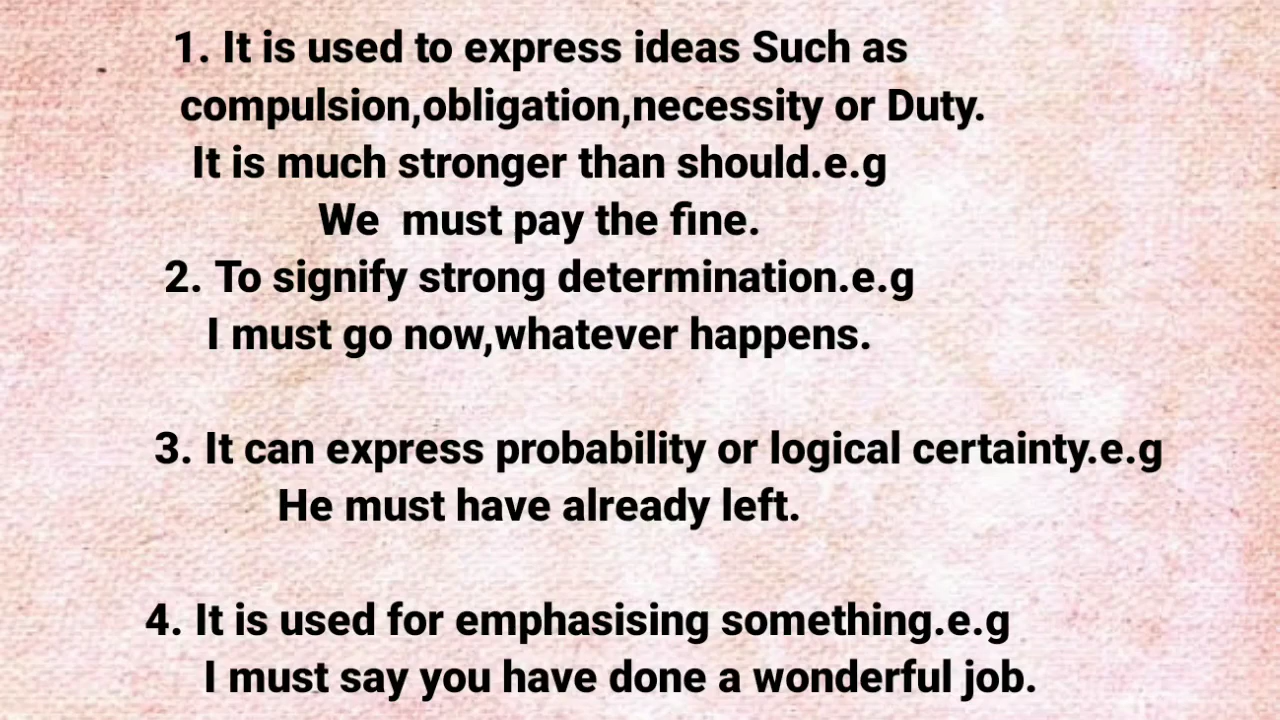 1. It is used to express ideas Such as
compulsion,obligation,necessity or Duty.
It is much stronger than should.e.g
We  must pay the fine.
2. To signify strong determination.e.g
I must go now,whatever happens.
3. It can express probability or logical certainty.e.g
He must have already left.
4. It is used for emphasising something.e.g
I must say you have done a wonderful job.